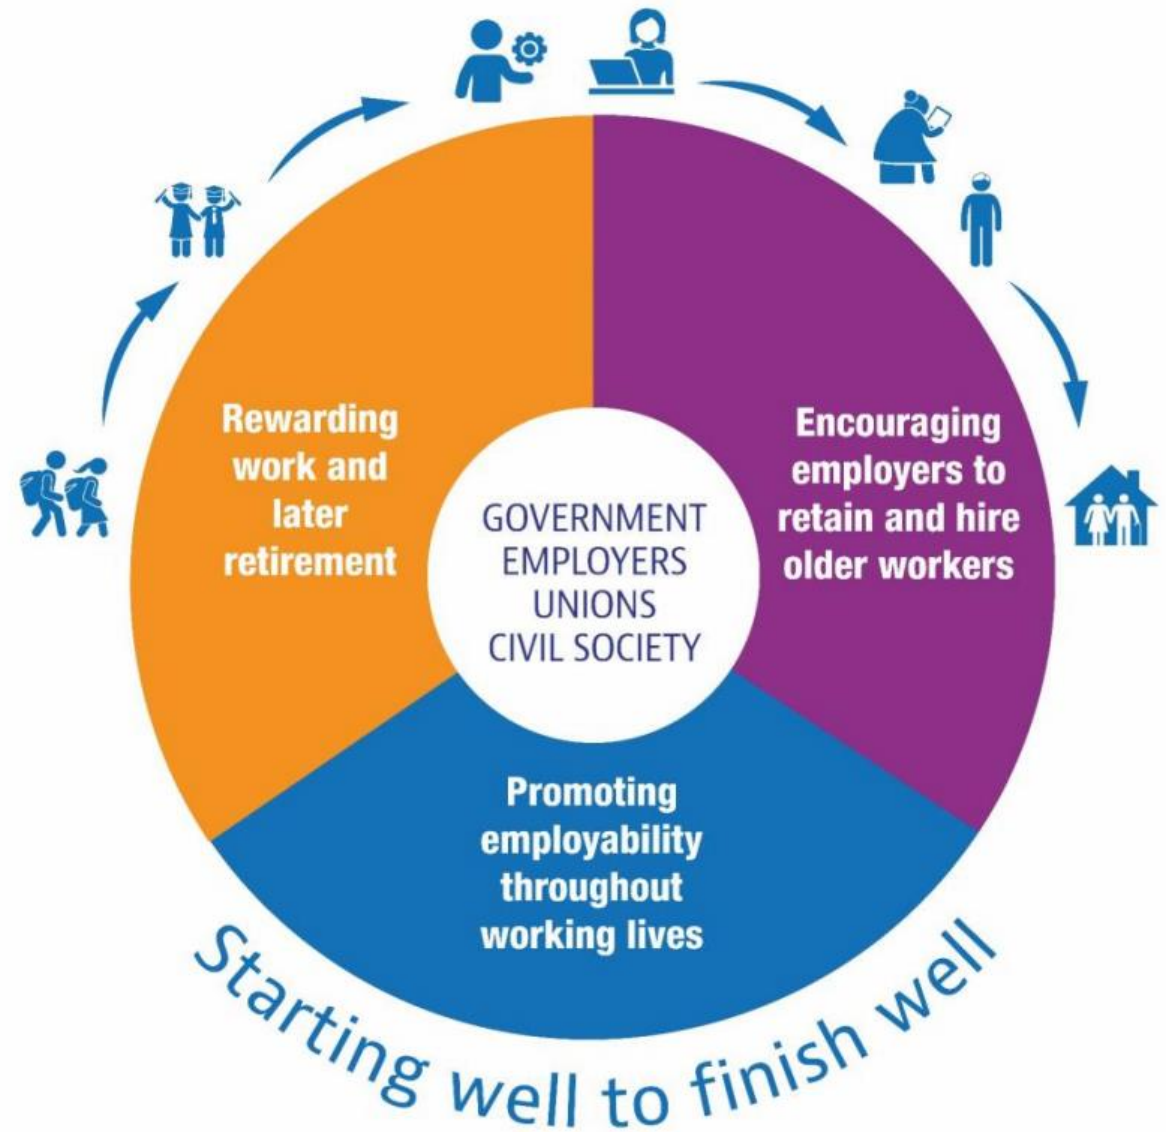 Rewarding
work and
later
retirement
Encouraging
employers to
retain and hire
older workers
GOVERNMENT
EMPLOYERS
UNIONS
CIVIL SOCIETY
Promoting
employability
throughout
working lives
Starting well to finish well